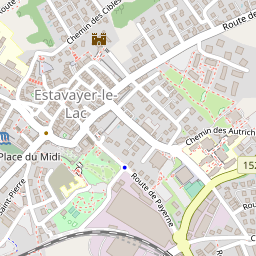 Chemin des Cibles
Route de
Estavayer-le-
Lac
Chemin des Autrich
Place du Midi
152
Saint-Pierre
Route de Payerne